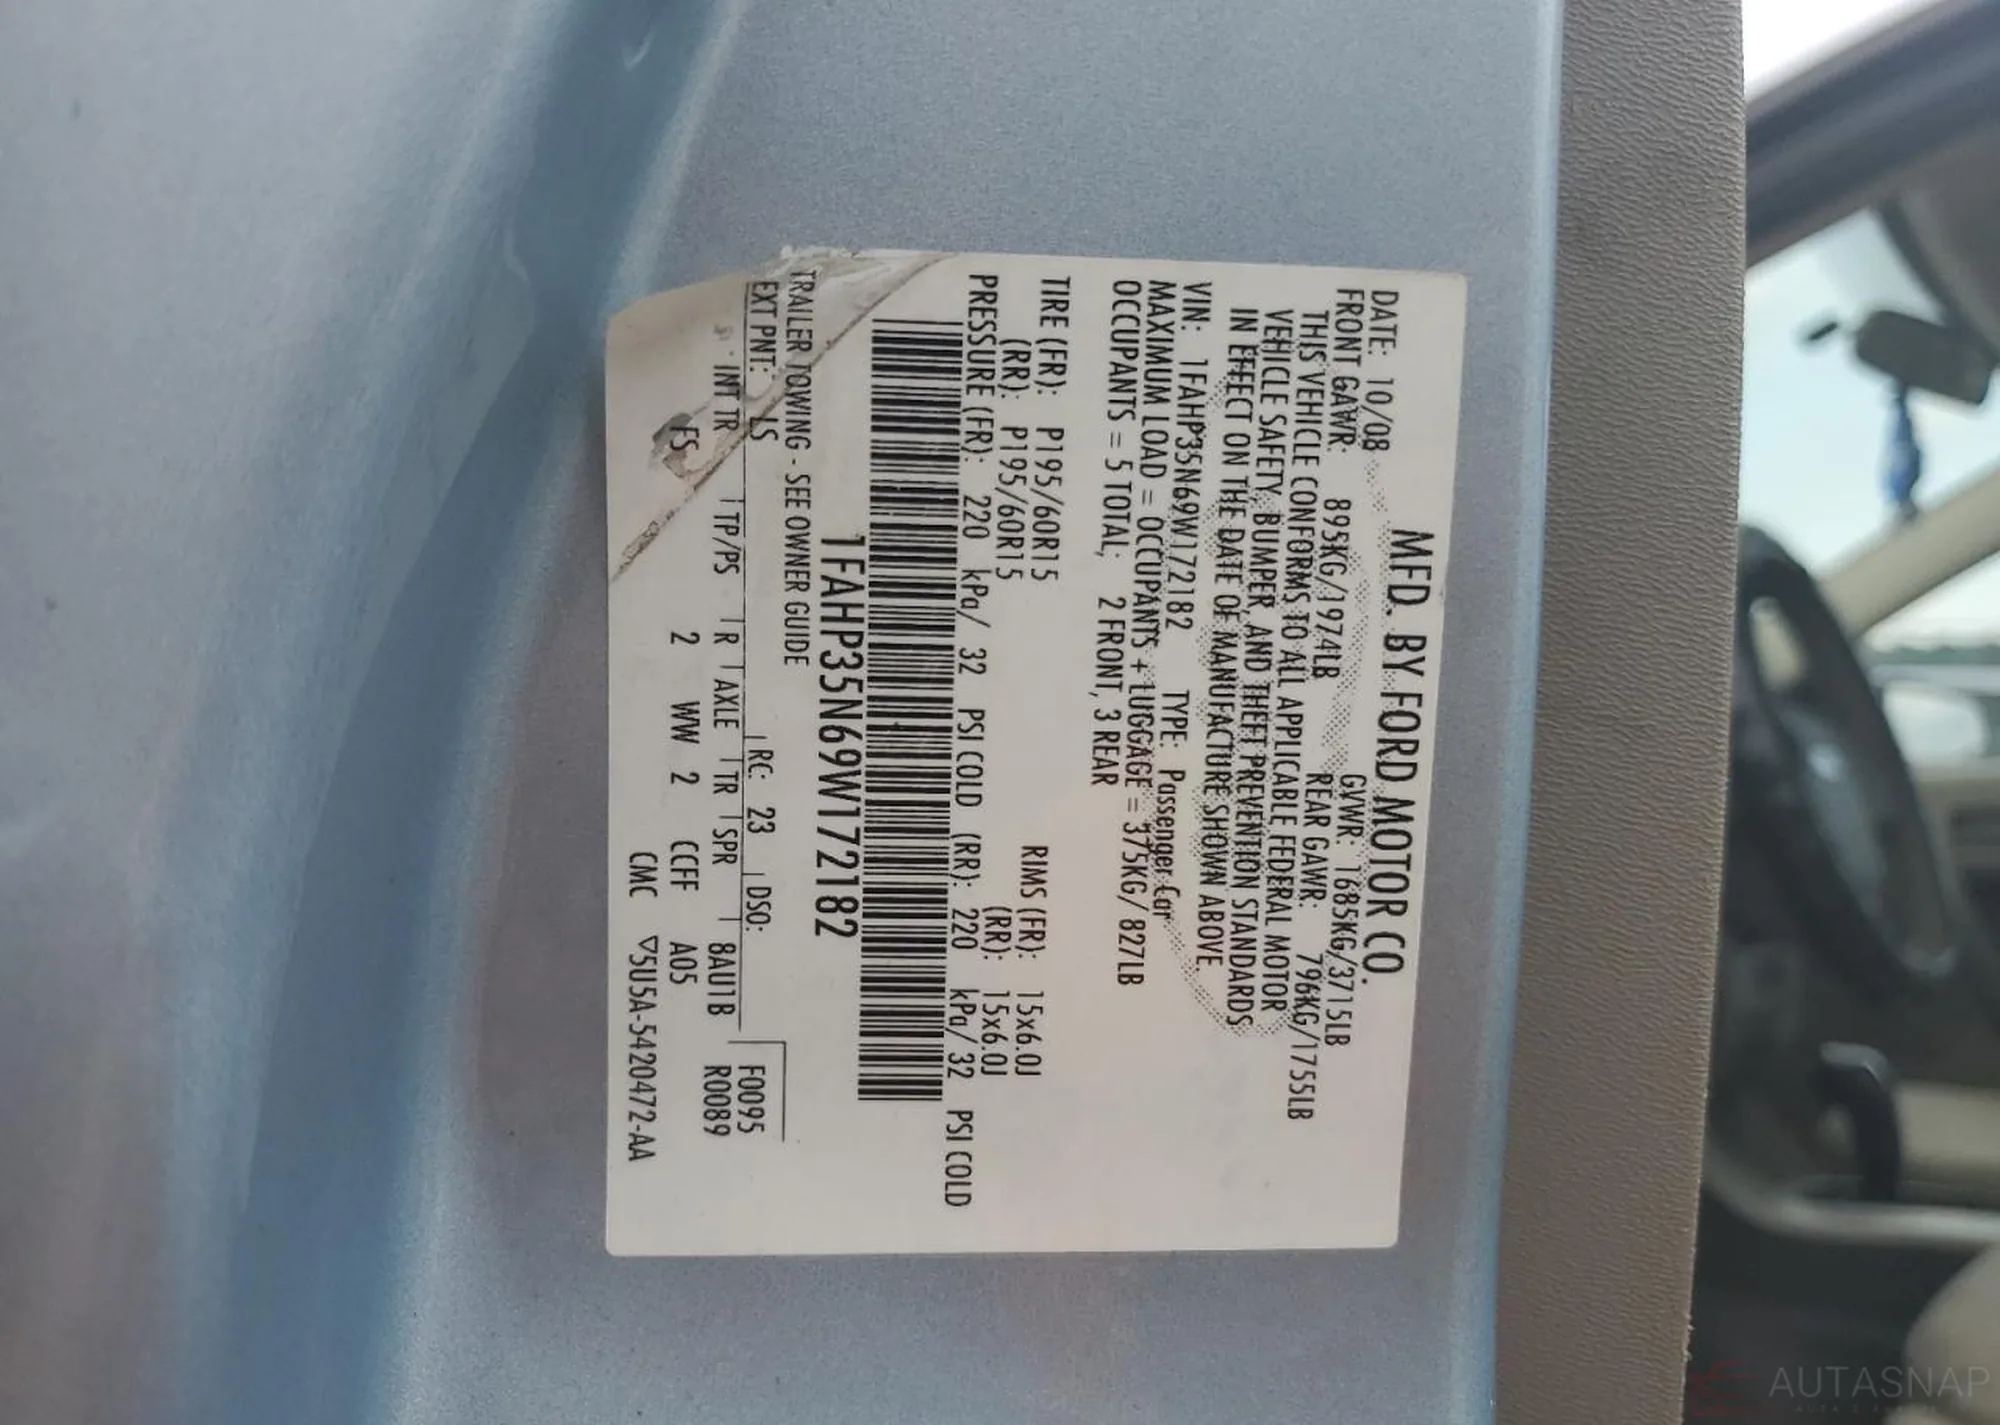 MFD. BY FORD MOTOR CO.
DATE: 10/08 GVWR: 1685KG/3715LB
FRONT GAWR: 895KG/1974LB REAR GAWR: 796KG/1755LB
THIS VEHICLE CONFORMS TO ALL APPLICABLE FEDERAL MOTOR
VEHICLE SAFETY, BUMPER, AND THEFT PREVENTION STANDARDS
IN EFFECT ON THE DATE OF MANUFACTURE SHOWN ABOVE.
VIN: 1FAHP35N69W172182 TYPE: Passenger Car
MAXIMUM LOAD = OCCUPANTS + LUGGAGE = 375KG/ 827LB
OCCUPANTS = 5 TOTAL; 2 FRONT, 3 REAR
TIRE (FR): P195/60R15 RIMS (FR): 15x6.0J
(RR): P195/60R15 (RR): 15x6.0J
PRESSURE (FR): 220 kPa/ 32 PSI COLD (RR): 220 kPa/ 32 PSI COLD
1FAHP35N69W172182
TRAILER TOWING - SEE OWNER GUIDE
EXT PNT: LS RC: 23 DSO: F0095
INT TR TP/PS R AXLE TR SPR 8AU1B R0089
FS 2 WW 2 CCFF A05
CMC ▽5U5A-5420472-AA
AUTASNAP